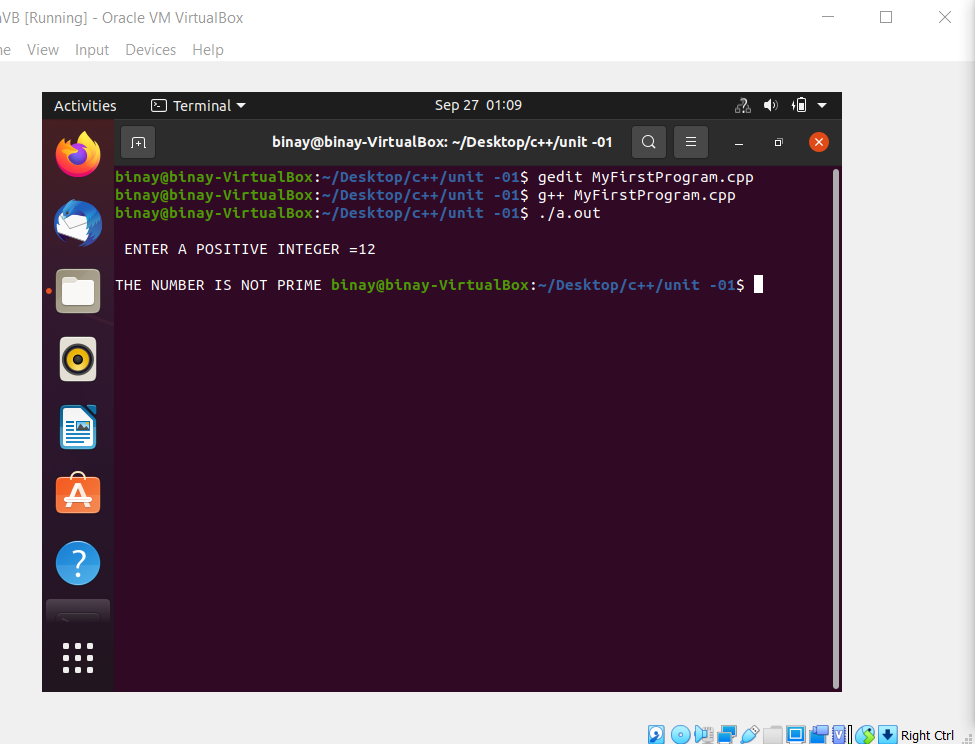 aVB [Running] - Oracle VM VirtualBox
ne View Input Devices Help
Activities Terminal Sep 27 01:09
binay@binay-VirtualBox: ~/Desktop/c++/unit -01
binay@binay-VirtualBox:~/Desktop/c++/unit -01$ gedit MyFirstProgram.cpp
binay@binay-VirtualBox:~/Desktop/c++/unit -01$ g++ MyFirstProgram.cpp
binay@binay-VirtualBox:~/Desktop/c++/unit -01$ ./a.out
ENTER A POSITIVE INTEGER =12
THE NUMBER IS NOT PRIME binay@binay-VirtualBox:~/Desktop/c++/unit -01$
Right Ctrl